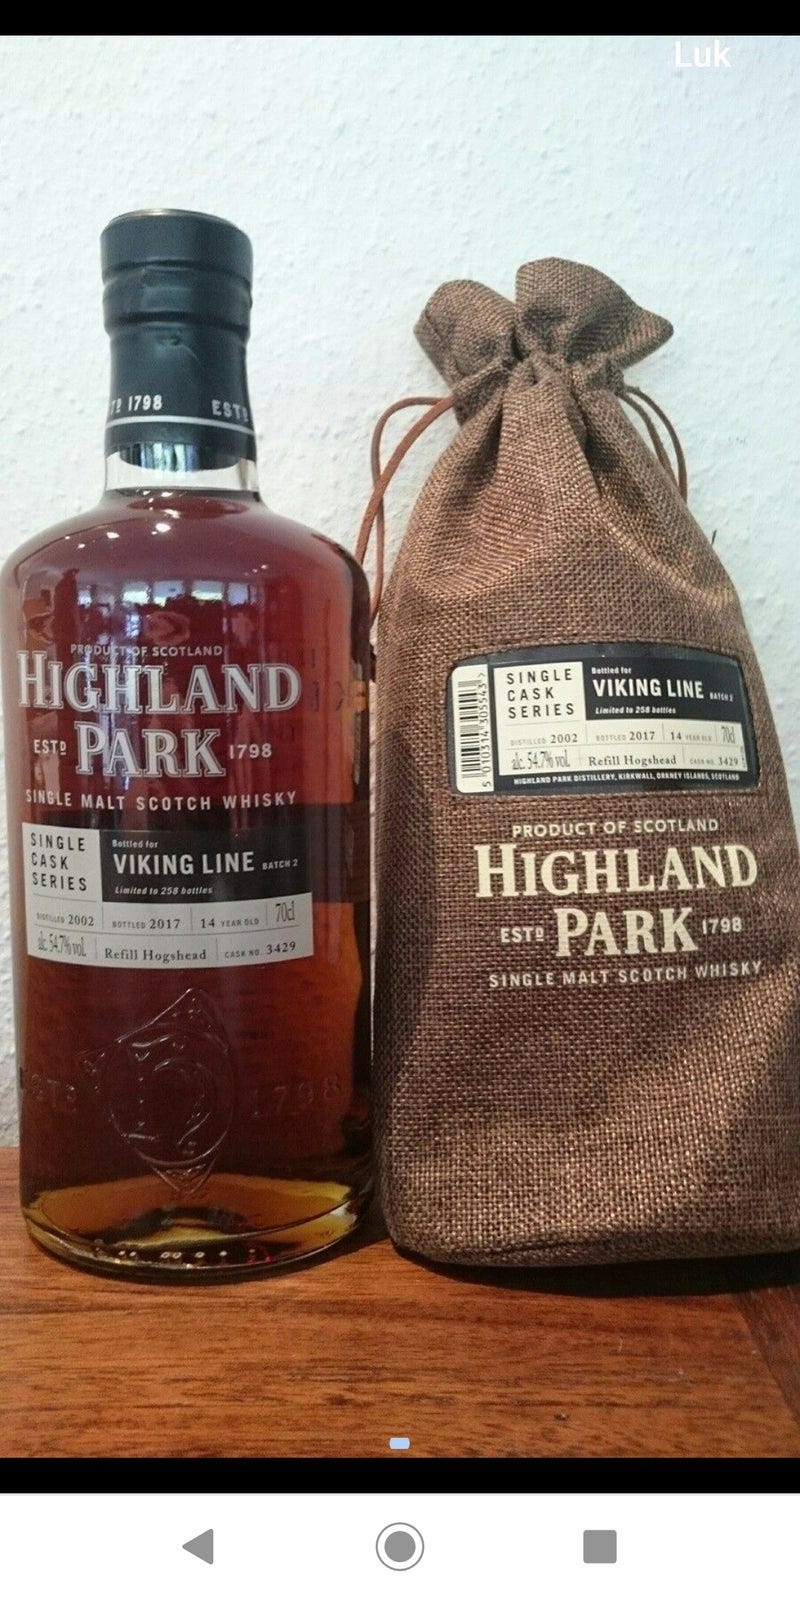 Luk
Tᴰ 1798 ESTᴰ
PRODUCT OF SCOTLAND
HIGHLAND
ESTᴰ PARK 1798
SINGLE MALT SCOTCH WHISKY
SINGLE
CASK
SERIES
Bottled for
VIKING LINE BATCH 2
Limited to 258 bottles
DISTILLED 2002 BOTTLED 2017 14 YEAR OLD 70cl
alc. 54.7% vol. Refill Hogshead CASK NO. 3429
ESTᴰ 1798
SINGLE
CASK
SERIES
Bottled for
VIKING LINE BATCH 2
Limited to 258 bottles
DISTILLED 2002 BOTTLED 2017 14 YEAR OLD 70cl
alc. 54.7% vol. Refill Hogshead CASK NO. 3429
HIGHLAND PARK DISTILLERY, KIRKWALL, ORKNEY ISLANDS, SCOTLAND
PRODUCT OF SCOTLAND
HIGHLAND
ESTᴰ PARK 1798
SINGLE MALT SCOTCH WHISKY